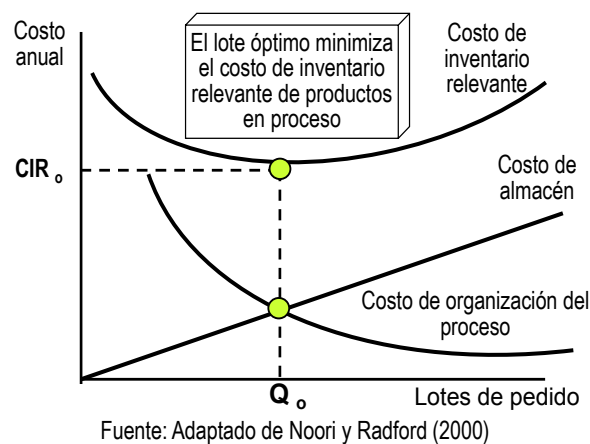 Costo
anual
El lote óptimo minimiza
el costo de inventario
relevante de productos
en proceso
Costo de
inventario
relevante
CIR o
Costo de
almacén
Costo de organización del
proceso
Q o
Lotes de pedido
Fuente: Adaptado de Noori y Radford (2000)